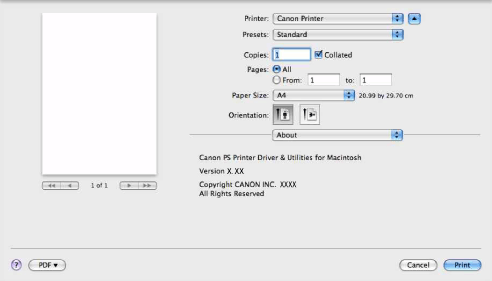 Printer: Canon Printer
Presets: Standard
Copies: 1 Collated
Pages: All
From: 1 to: 1
Paper Size: A4 20.99 by 29.70 cm
Orientation:
About
Canon PS Printer Driver & Utilities for Macintosh
Version X.XX
Copyright CANON INC. XXXX
All Rights Reserved
1 of 1
? PDF Cancel Print